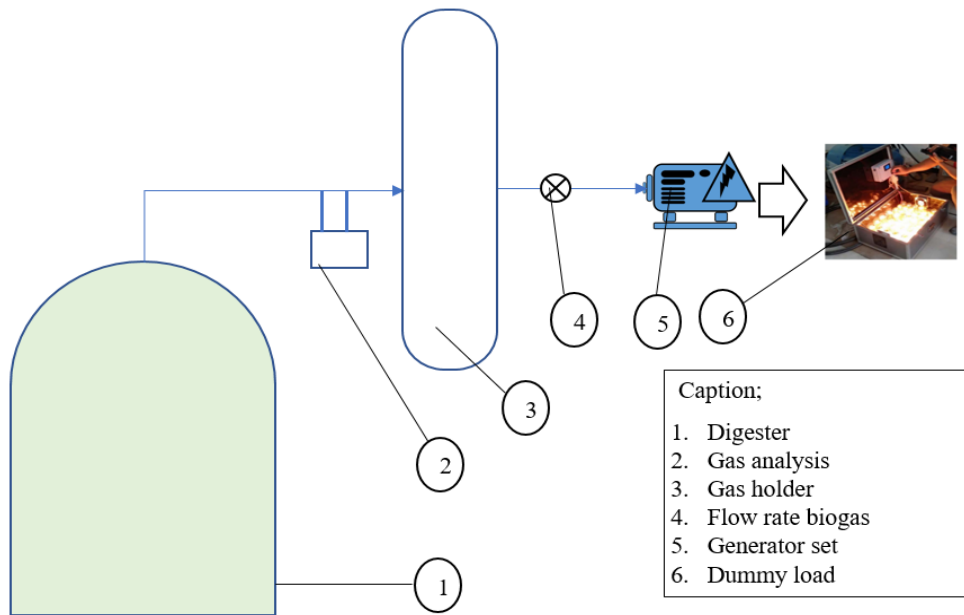 4
5
6
3
2
1
Caption;
1. Digester
2. Gas analysis
3. Gas holder
4. Flow rate biogas
5. Generator set
6. Dummy load